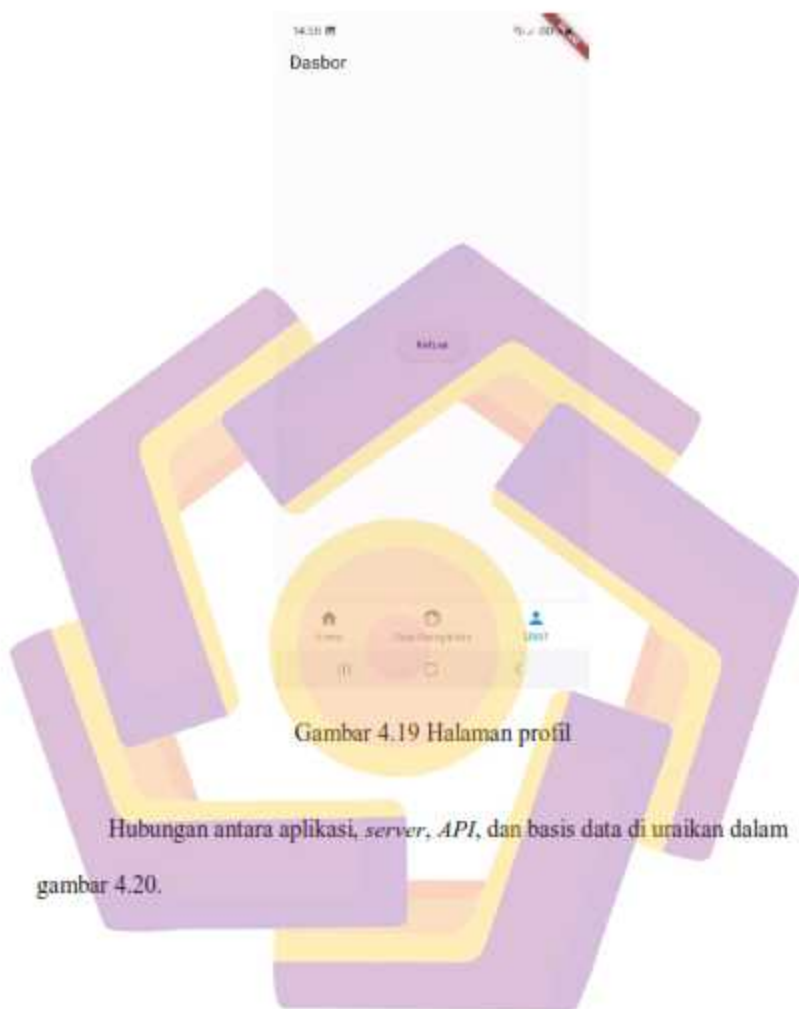 Dasbor
Gambar 4.19 Halaman profil
Hubungan antara aplikasi, server, API, dan basis data di uraikan dalam
gambar 4.20.